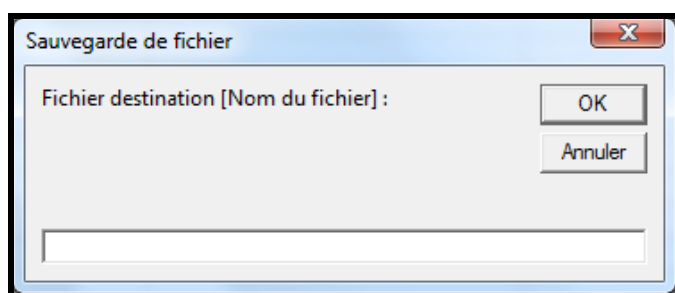 Sauvegarde de fichier
Fichier destination [Nom du fichier] :
OK
Annuler